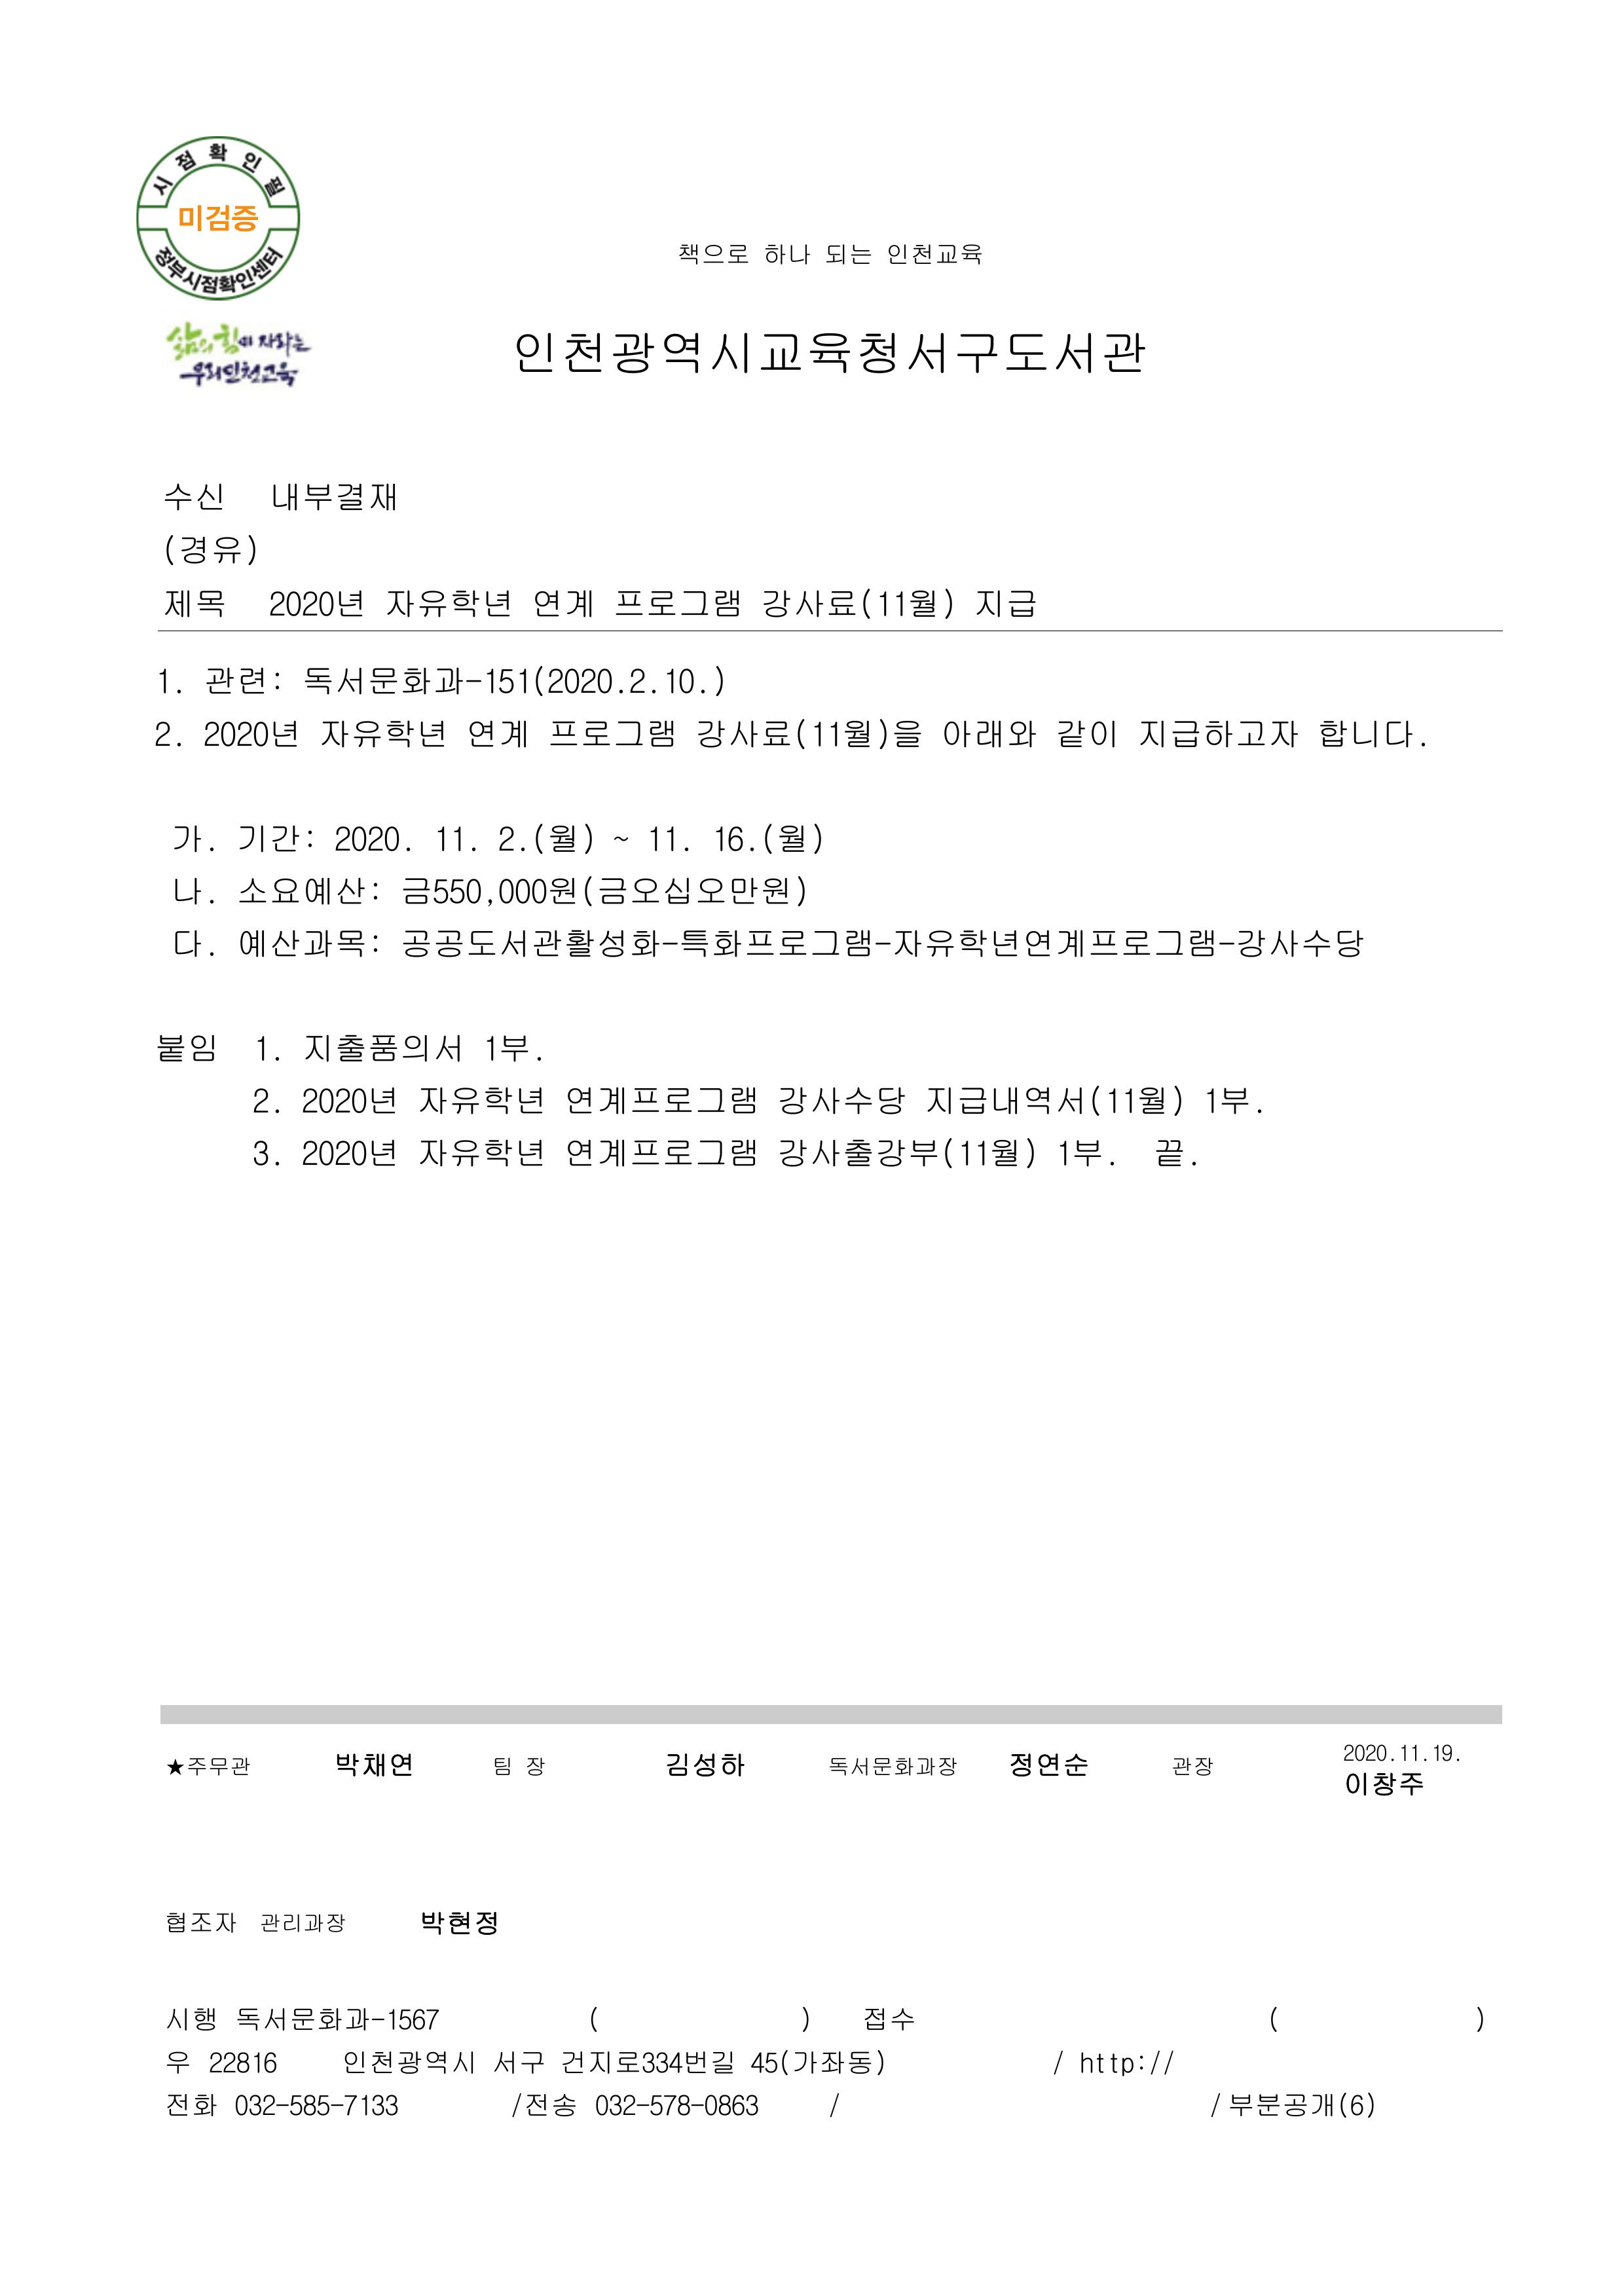 시점확인필
미검증
정부시점확인센터
책으로 하나 되는 인천교육
삶의 힘이 자라는
우리인천교육
인천광역시교육청서구도서관
수신 내부결재
(경유)
제목 2020년 자유학년 연계 프로그램 강사료(11월) 지급
1. 관련: 독서문화과-151(2020.2.10.)
2. 2020년 자유학년 연계 프로그램 강사료(11월)을 아래와 같이 지급하고자 합니다.
가. 기간: 2020. 11. 2.(월) ~ 11. 16.(월)
나. 소요예산: 금550,000원(금오십오만원)
다. 예산과목: 공공도서관활성화-특화프로그램-자유학년연계프로그램-강사수당
붙임 1. 지출품의서 1부.
2. 2020년 자유학년 연계프로그램 강사수당 지급내역서(11월) 1부.
3. 2020년 자유학년 연계프로그램 강사출강부(11월) 1부. 끝.
★주무관 박채연 팀 장 김성하 독서문화과장 정연순 관장 2020.11.19.
이창주
협조자 관리과장 박현정
시행 독서문화과-1567 ( ) 접수 ( )
우 22816 인천광역시 서구 건지로334번길 45(가좌동) / http://
전화 032-585-7133 /전송 032-578-0863 / / 부분공개(6)